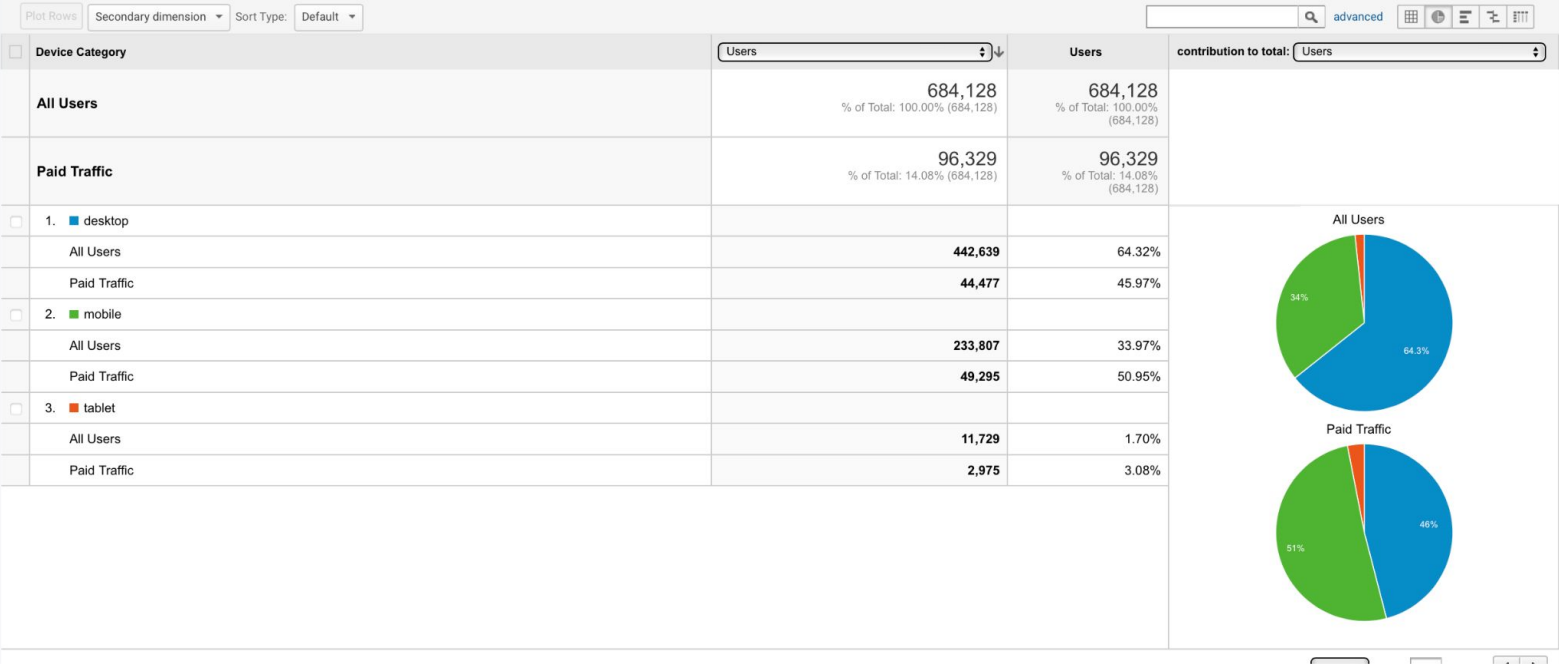 Plot Rows Secondary dimension Sort Type: Default advanced
Device Category Users Users contribution to total: Users
All Users 684,128 684,128
% of Total: 100.00% (684,128) % of Total: 100.00%
(684,128)
Paid Traffic 96,329 96,329
% of Total: 14.08% (684,128) % of Total: 14.08%
(684,128)
1. desktop
All Users 442,639 64.32%
Paid Traffic 44,477 45.97%
2. mobile
All Users 233,807 33.97%
Paid Traffic 49,295 50.95%
3. tablet
All Users 11,729 1.70%
Paid Traffic 2,975 3.08%
All Users
34%
64.3%
Paid Traffic
46%
51%